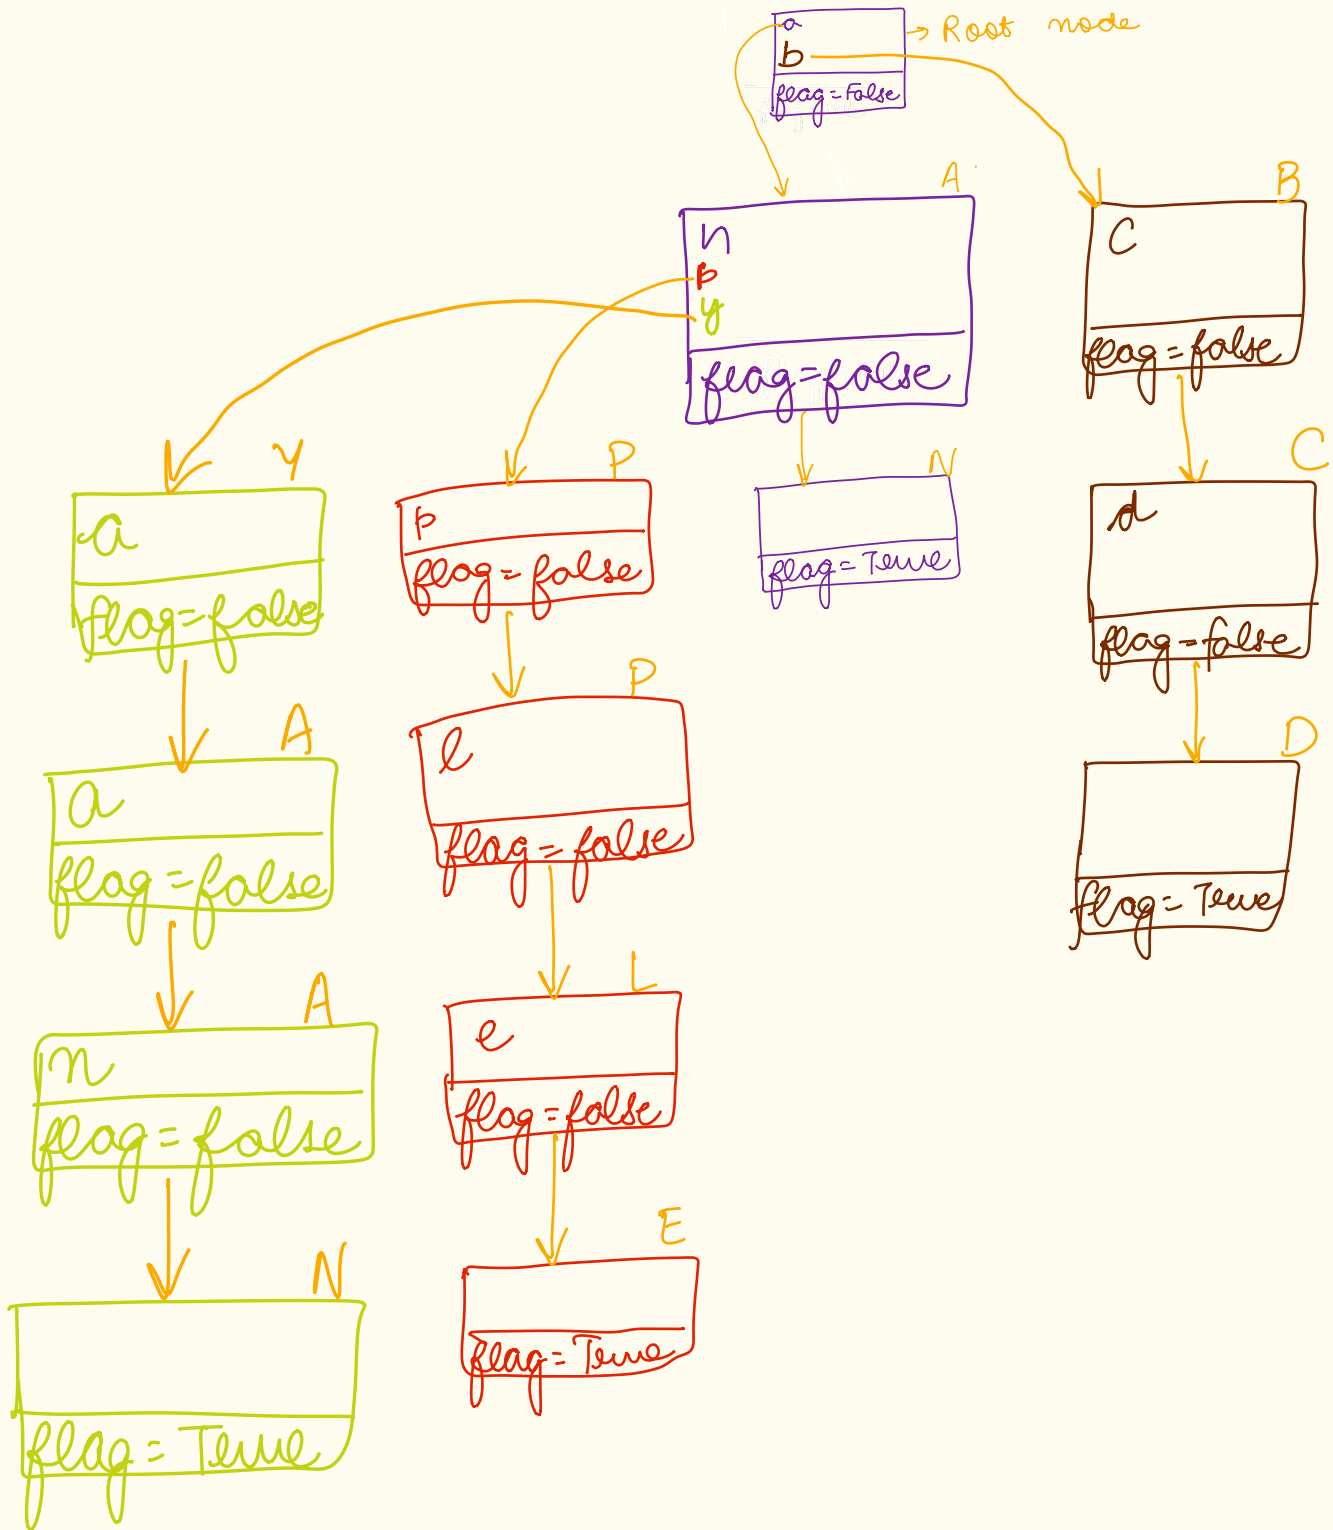 a
b
flag=False
→ Root node
A
n
p
y
flag=false
B
C
flag=false
Y
a
flag=false
P
p
flag=false
N
flag=True
C
d
flag=false
A
a
flag=false
P
l
flag=false
D
flag=True
A
n
flag=false
L
e
flag=false
N
flag=True
E
flag=True